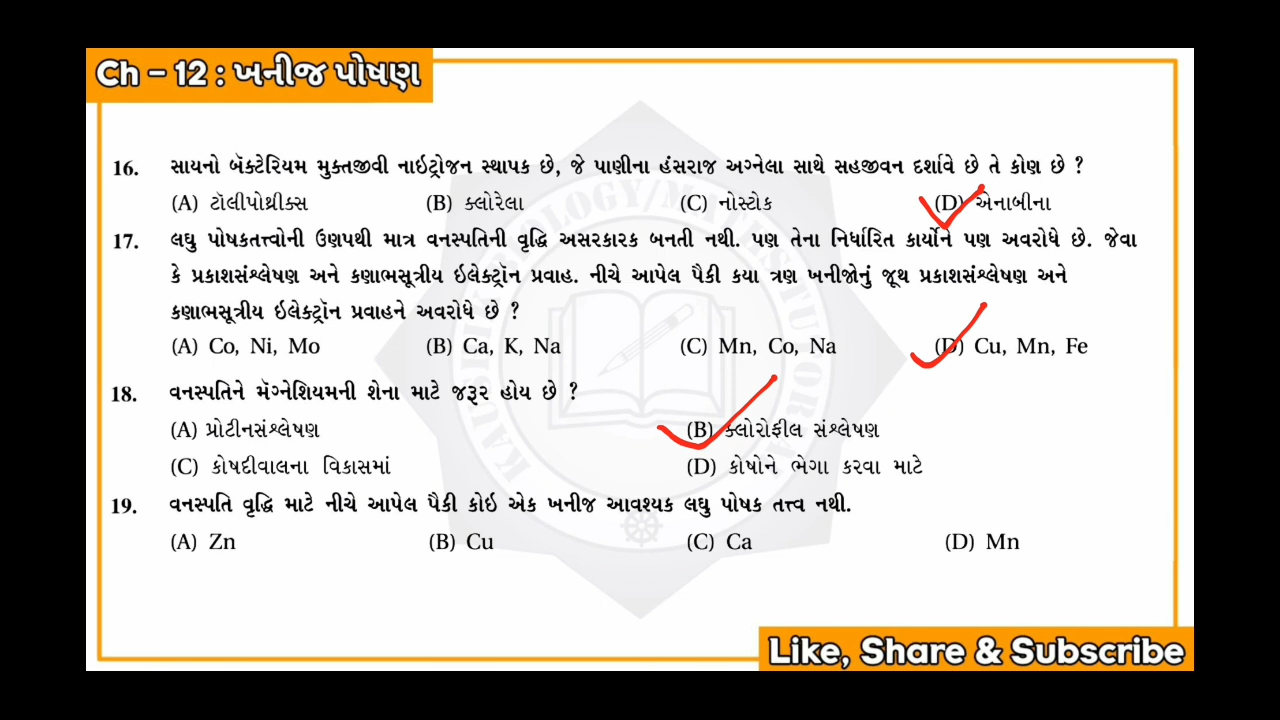 Ch – 12 : ખનીજ પોષણ
16. સાયનો બૅક્ટેરિયમ મુક્તજીવી નાઇટ્રોજન સ્થાપક છે, જે પાણીના હંસરાજ અઝોલા સાથે સહજીવન દર્શાવે છે તે કોણ છે ?
(A) ટૉલીપોથ્રીક્સ (B) ક્લોરેલા (C) નોસ્ટોક (D) એનાબીના
17. લઘુ પોષકતત્ત્વોની ઉણપથી માત્ર વનસ્પતિની વૃદ્ધિ અસરકારક બનતી નથી. પણ તેના નિર્ધારિત કાર્યોને પણ અવરોધે છે. જેવા
કે પ્રકાશસંશ્લેષણ અને કણાભસૂત્રીય ઇલેક્ટ્રૉન પ્રવાહ. નીચે આપેલ પૈકી કયા ત્રણ ખનીજોનું જૂથ પ્રકાશસંશ્લેષણ અને
કણાભસૂત્રીય ઇલેક્ટ્રૉન પ્રવાહને અવરોધે છે ?
(A) Co, Ni, Mo (B) Ca, K, Na (C) Mn, Co, Na (D) Cu, Mn, Fe
18. વનસ્પતિને મૅગ્નેશિયમની શેના માટે જરૂર હોય છે ?
(A) પ્રોટીનસંશ્લેષણ (B) ક્લોરોફીલ સંશ્લેષણ
(C) કોષદીવાલના વિકાસમાં (D) કોષોને ભેગા કરવા માટે
19. વનસ્પતિ વૃદ્ધિ માટે નીચે આપેલ પૈકી કોઇ એક ખનીજ આવશ્યક લઘુ પોષક તત્ત્વ નથી.
(A) Zn (B) Cu (C) Ca (D) Mn
Like, Share & Subscribe